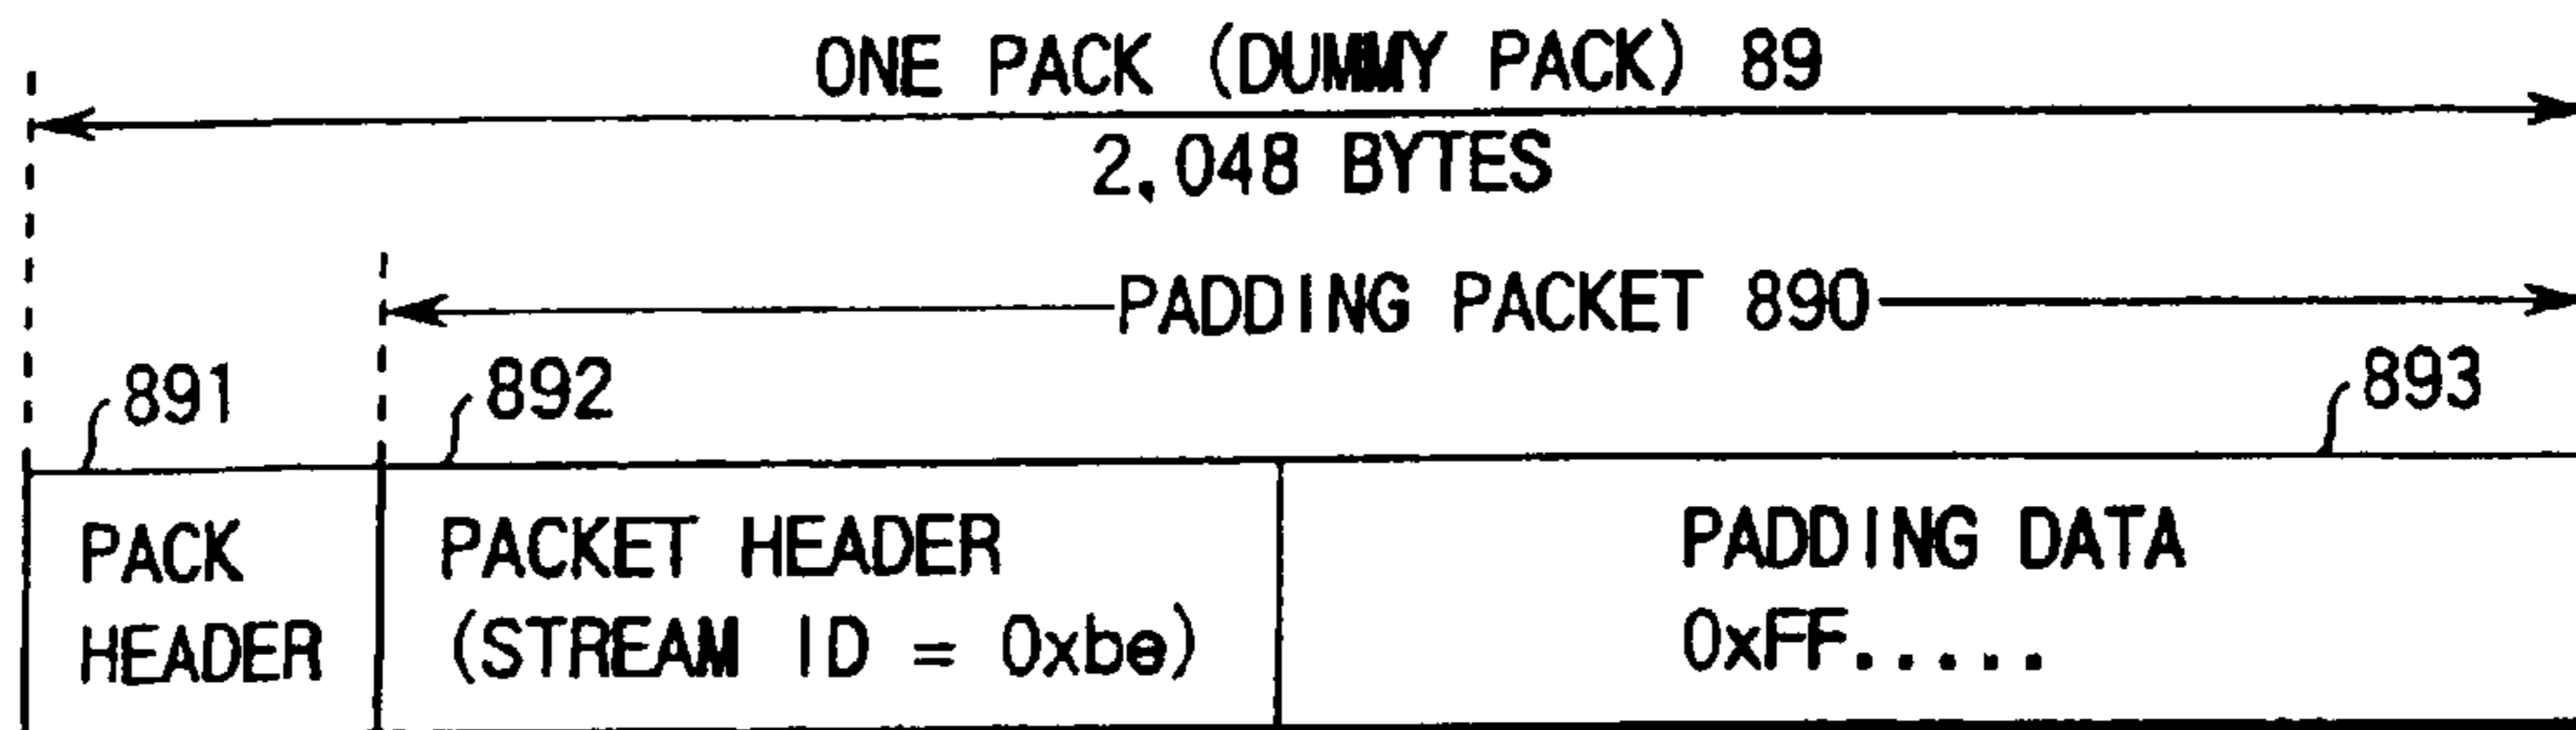 ONE PACK (DUMMY PACK) 89
2,048 BYTES
PADDING PACKET 890
891
892
893
PACK
HEADER
PACKET HEADER
(STREAM ID = 0xbe)
PADDING DATA
0xFF.....